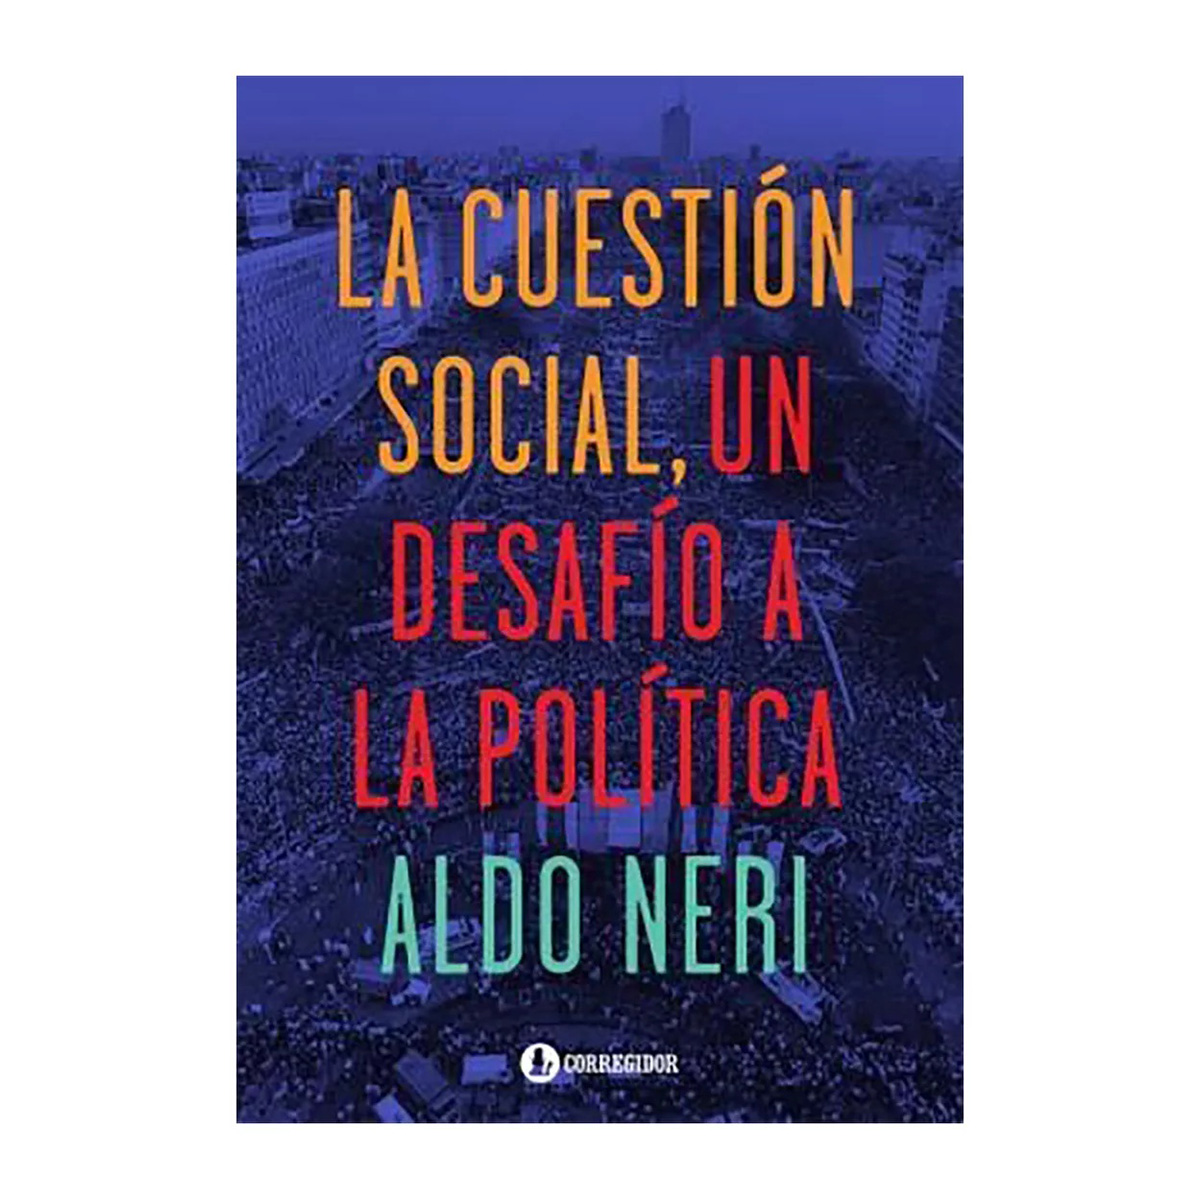 LA CUESTIÓN
SOCIAL, UN
DESAFÍO A
LA POLÍTICA
ALDO NERI
CORREGIDOR